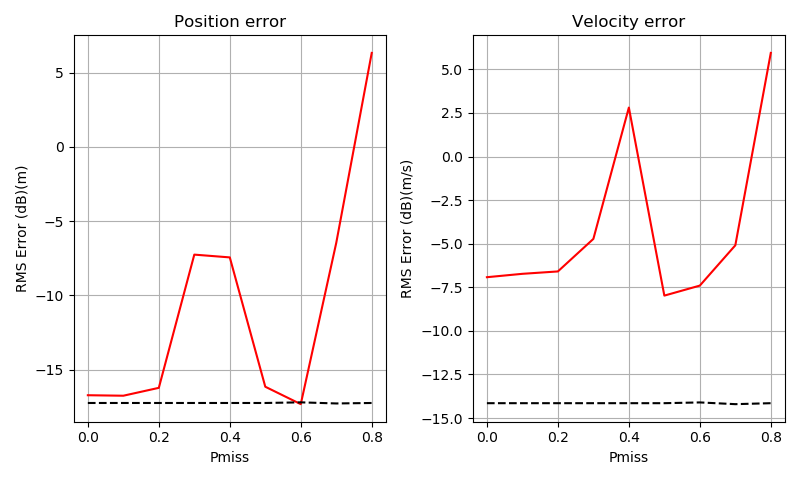 Position error
RMS Error (dB)(m)
5
0
−5
−10
−15
0.0 0.2 0.4 0.6 0.8
Pmiss
Velocity error
RMS Error (dB)(m/s)
5.0
2.5
0.0
−2.5
−5.0
−7.5
−10.0
−12.5
−15.0
0.0 0.2 0.4 0.6 0.8
Pmiss